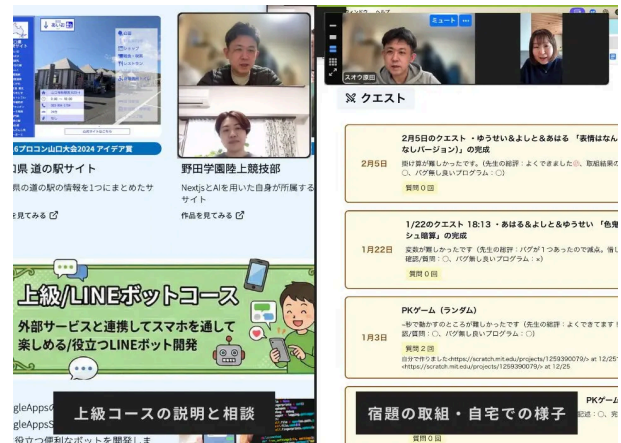 6プロコン山口大会2024 アイデア賞
県 道の駅サイト
県の道の駅の情報を1つにまとめたサ
を見てみる
野田学園陸上競技部
NextjsとAIを用いた自身が所属する
サイト
作品を見てみる
上級/LINEボットコース
外部サービスと連携してスマホを通して
楽しめる/役立つLINEボット開発
gleApps
gleAppsS
役立つ便利なボットを開発しま
上級コースの説明と相談
ミュート
スオウ原田
クエスト
2月5日
2月5日のクエスト ・ゆうせい&よしと&あはる 「表情はなん
なしバージョン)」の完成
掛け算が難しかったです。(先生の総評:よくできました
〇、バグ無し良いプログラム:〇)
質問 0 回
1月22日
1/22のクエスト 18:13 ・あはる&よしと&ゆうせい 「色鬼
シュ暗算」の完成
変数が難しかったです(先生の総評:バグが1つあったので減点。惜し
確認/質問:〇、バグ無し良いプログラム:×)
質問 0 回
1月3日
PKゲーム(ランダム)
~秒で動かすのところが難しかったです(先生の総評:よくできてます!
認/質問:〇、バグ無し良いプログラム:〇)
質問 2 回
自分で作りました<https://scratch.mit.edu/projects/1259390079/> at 12/25
<https://scratch.mit.edu/projects/1259390079/> at 12/25
PKゲーム
宿題の取組・自宅での様子
質問 0 回